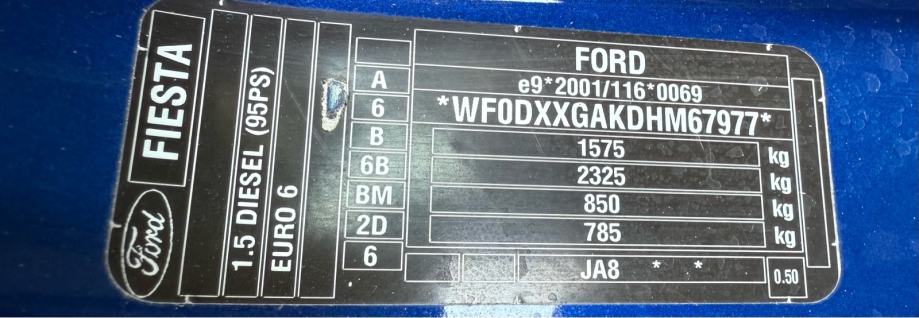 Ford
FIESTA
1.5 DIESEL (95PS)
EURO 6
A
6
B
6B
BM
2D
6
FORD
e9*2001/116*0069
*WF0DXXGAKDHM67977*
1575 kg
2325 kg
850 kg
785 kg
JA8 * *
0.50